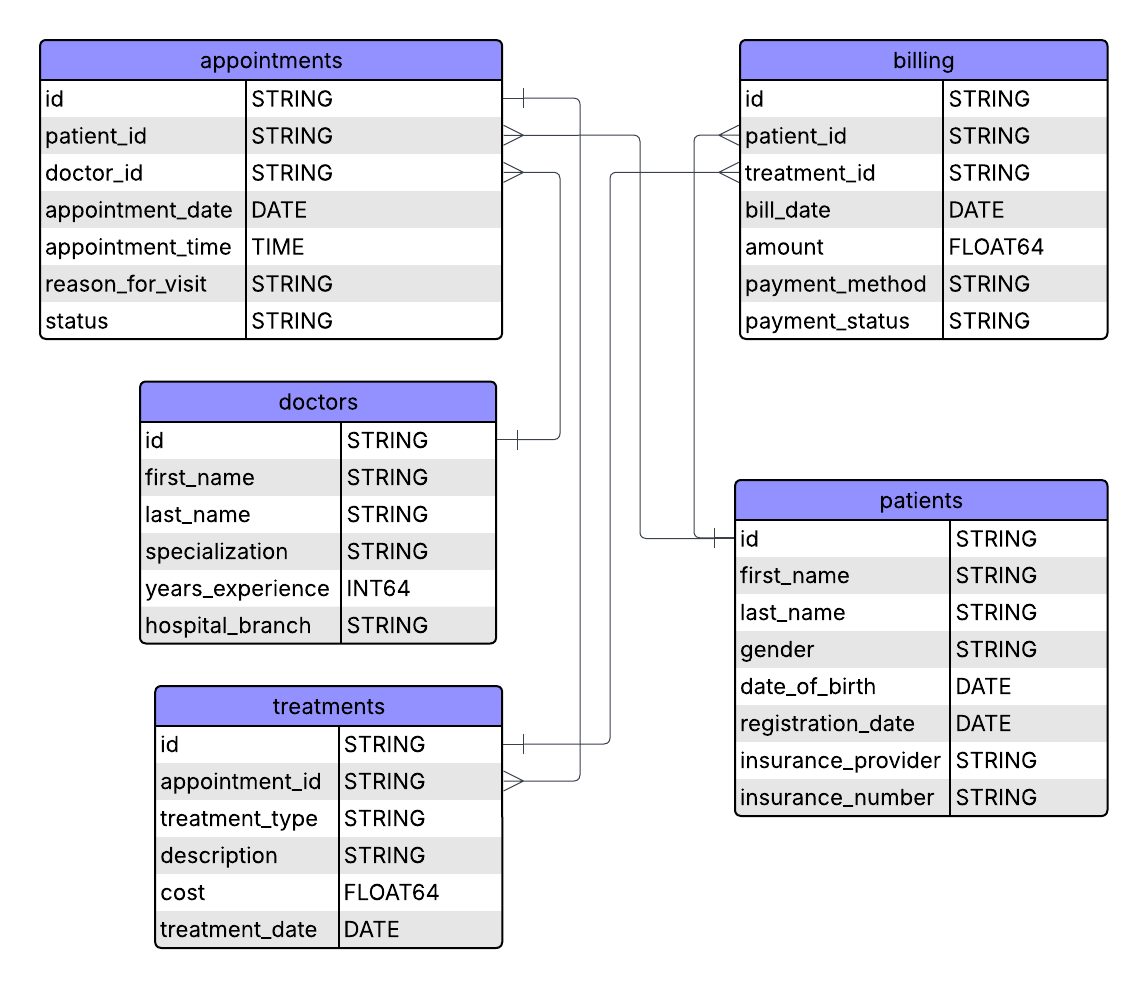 appointments
id STRING
patient_id STRING
doctor_id STRING
appointment_date DATE
appointment_time TIME
reason_for_visit STRING
status STRING
billing
id STRING
patient_id STRING
treatment_id STRING
bill_date DATE
amount FLOAT64
payment_method STRING
payment_status STRING
doctors
id STRING
first_name STRING
last_name STRING
specialization STRING
years_experience INT64
hospital_branch STRING
patients
id STRING
first_name STRING
last_name STRING
gender STRING
date_of_birth DATE
registration_date DATE
insurance_provider STRING
insurance_number STRING
treatments
id STRING
appointment_id STRING
treatment_type STRING
description STRING
cost FLOAT64
treatment_date DATE